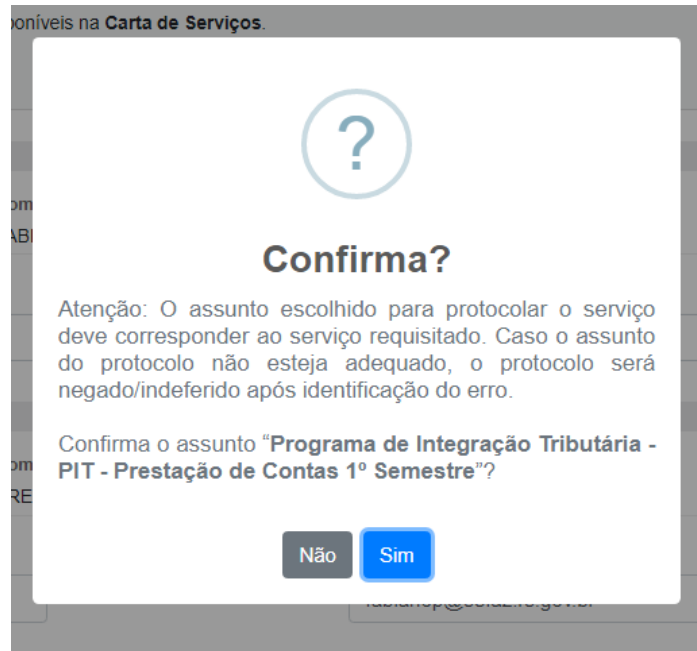 poníveis na Carta de Serviços.
?
Confirma?
Atenção: O assunto escolhido para protocolar o serviço
deve corresponder ao serviço requisitado. Caso o assunto
do protocolo não esteja adequado, o protocolo será
negado/indeferido após identificação do erro.
Confirma o assunto “Programa de Integração Tributária -
PIT - Prestação de Contas 1º Semestre”?
Não Sim